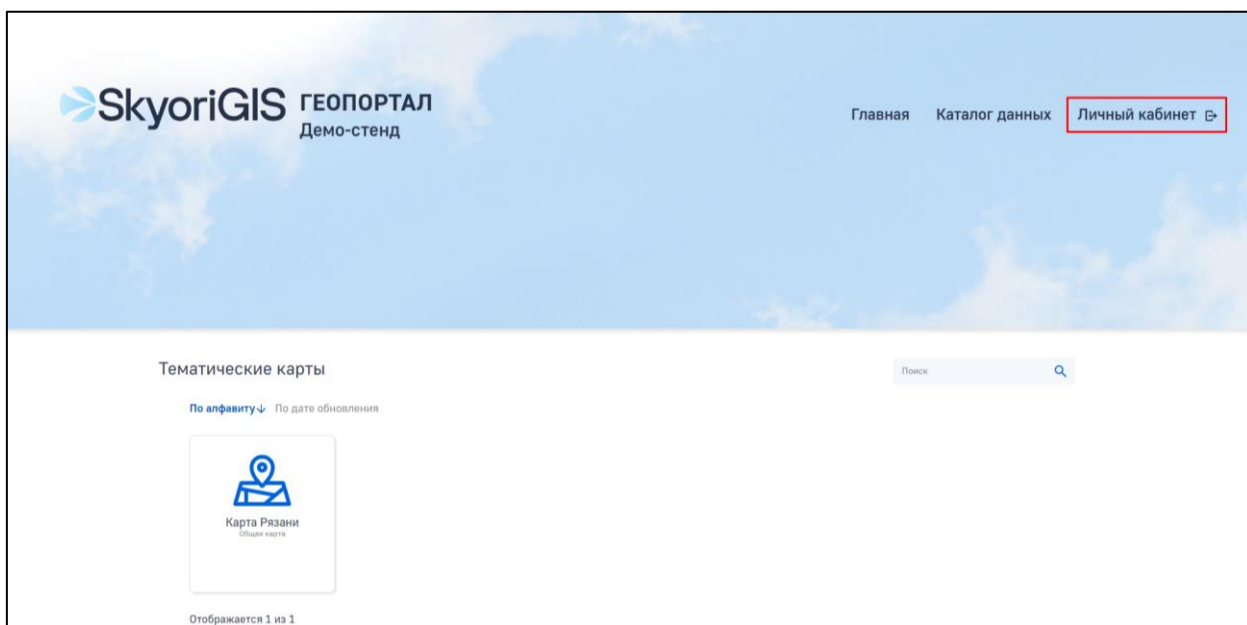 SkyoriGIS ГЕОПОРТАЛ
Демо-стенд
Главная Каталог данных Личный кабинет
Тематические карты
Поиск
По алфавиту↓ По дате обновления
Карта Рязани
Общая карта
Отображается 1 из 1